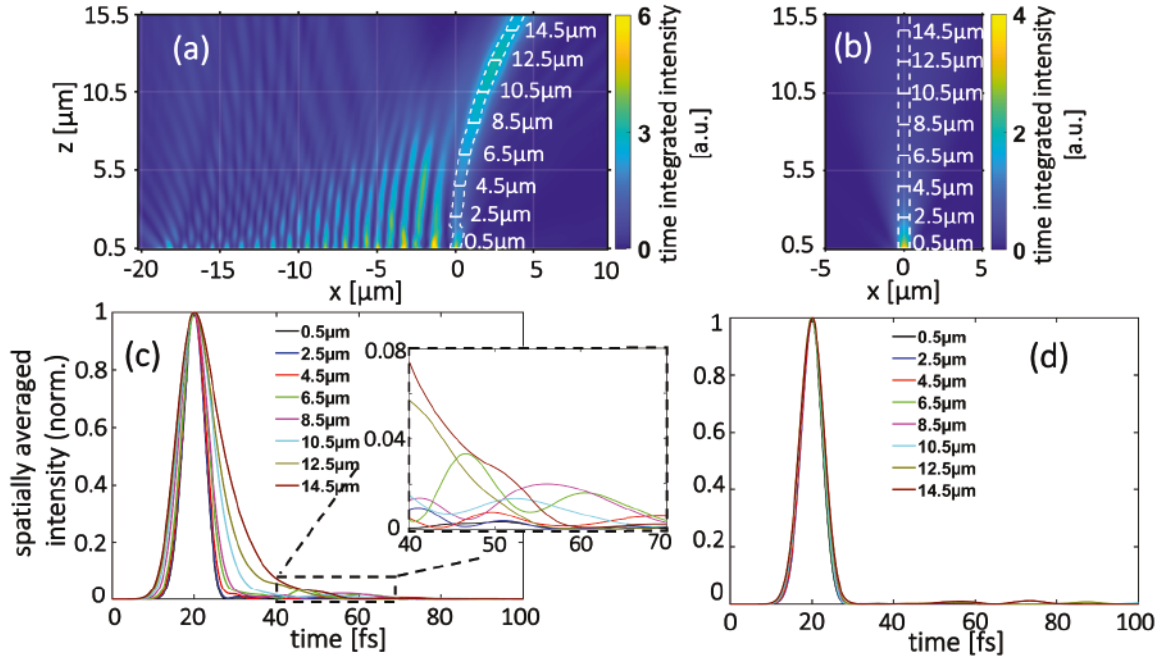 (a)
z [μm]
15.5
10.5
5.5
0.5
14.5μm
12.5μm
10.5μm
8.5μm
6.5μm
4.5μm
2.5μm
0.5μm
-20 -15 -10 -5 0 5 10
x [μm]
6
3
0
time integrated intensity
[a.u.]
(b)
15.5
10.5
5.5
0.5
14.5μm
12.5μm
10.5μm
8.5μm
6.5μm
4.5μm
2.5μm
0.5μm
-5 0 5
x [μm]
4
2
0
time integrated intensity
[a.u.]
(c)
spatially averaged
intensity (norm.)
1
0.8
0.6
0.4
0.2
0
0.5μm
2.5μm
4.5μm
6.5μm
8.5μm
10.5μm
12.5μm
14.5μm
0.08
0.04
0
40 50 60 70
0 20 40 60 80 100
time [fs]
(d)
1
0.8
0.6
0.4
0.2
0
0.5μm
2.5μm
4.5μm
6.5μm
8.5μm
10.5μm
12.5μm
14.5μm
0 20 40 60 80 100
time [fs]